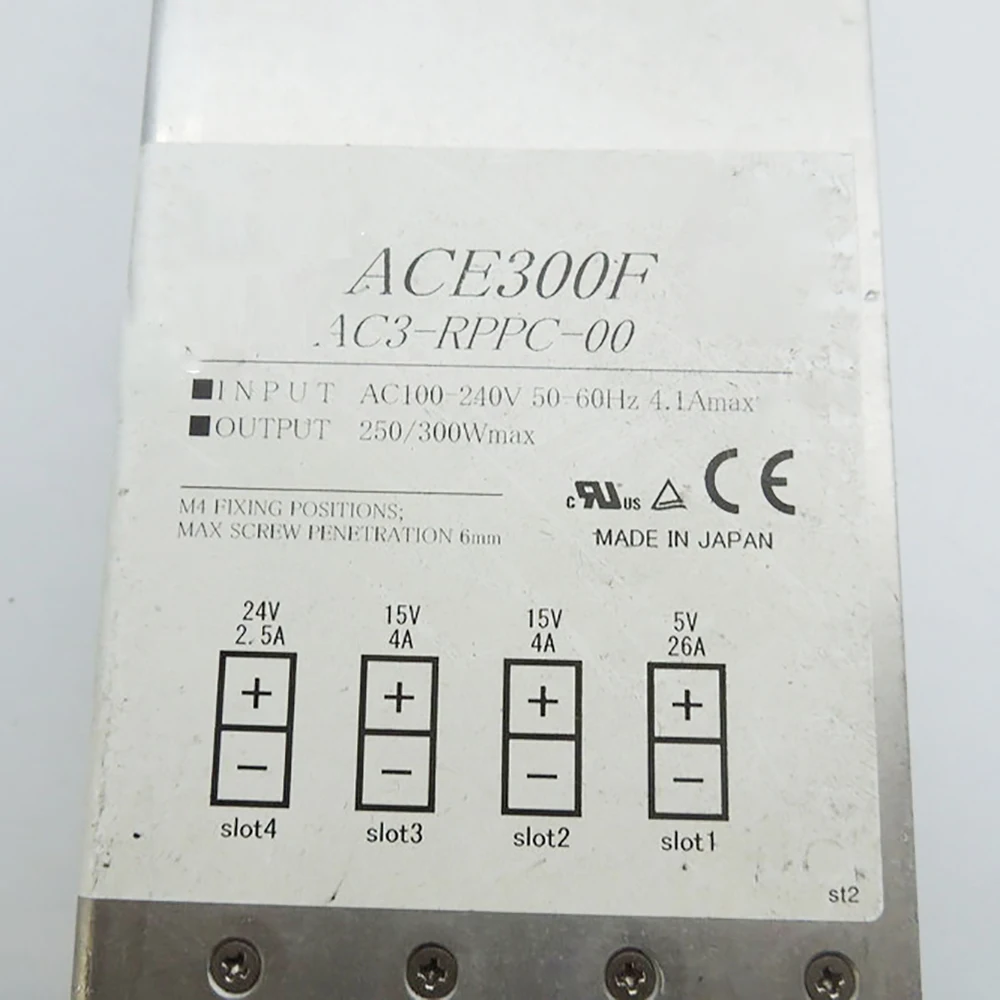 ACE300F
AC3-RPPC-00
■INPUT AC100-240V 50-60Hz 4.1Amax
■OUTPUT 250/300Wmax
M4 FIXING POSITIONS;
MAX SCREW PENETRATION 6mm
c RU US CE
MADE IN JAPAN
24V 15V 15V 5V
2.5A 4A 4A 26A
+ + + +
− − − −
slot4 slot3 slot2 slot1
st2